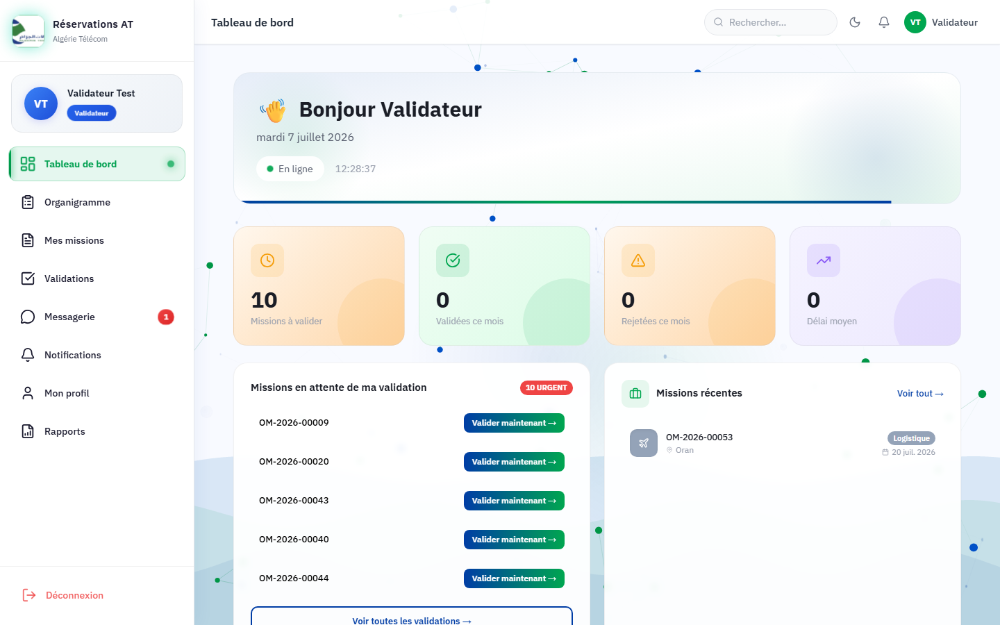 Réservations AT
Algérie Télécom
VT
Validateur Test
Validateur
Tableau de bord
Organigramme
Mes missions
Validations
Messagerie
1
Notifications
Mon profil
Rapports
Déconnexion
Tableau de bord
Rechercher...
VT
Validateur
Bonjour Validateur
mardi 7 juillet 2026
En ligne
12:28:37
10
Missions à valider
0
Validées ce mois
0
Rejetées ce mois
0
Délai moyen
Missions en attente de ma validation
10 URGENT
OM-2026-00009
Valider maintenant →
OM-2026-00020
Valider maintenant →
OM-2026-00043
Valider maintenant →
OM-2026-00040
Valider maintenant →
OM-2026-00044
Valider maintenant →
Voir toutes les validations →
Missions récentes
Voir tout →
OM-2026-00053
Oran
Logistique
20 juil. 2026